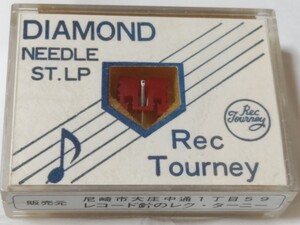 DIAMOND
NEEDLE
ST. LP
Rec
Tourney
Rec
Tourney
販売元
尼崎市大庄中通1丁目59
レコード針のレク・ターニー